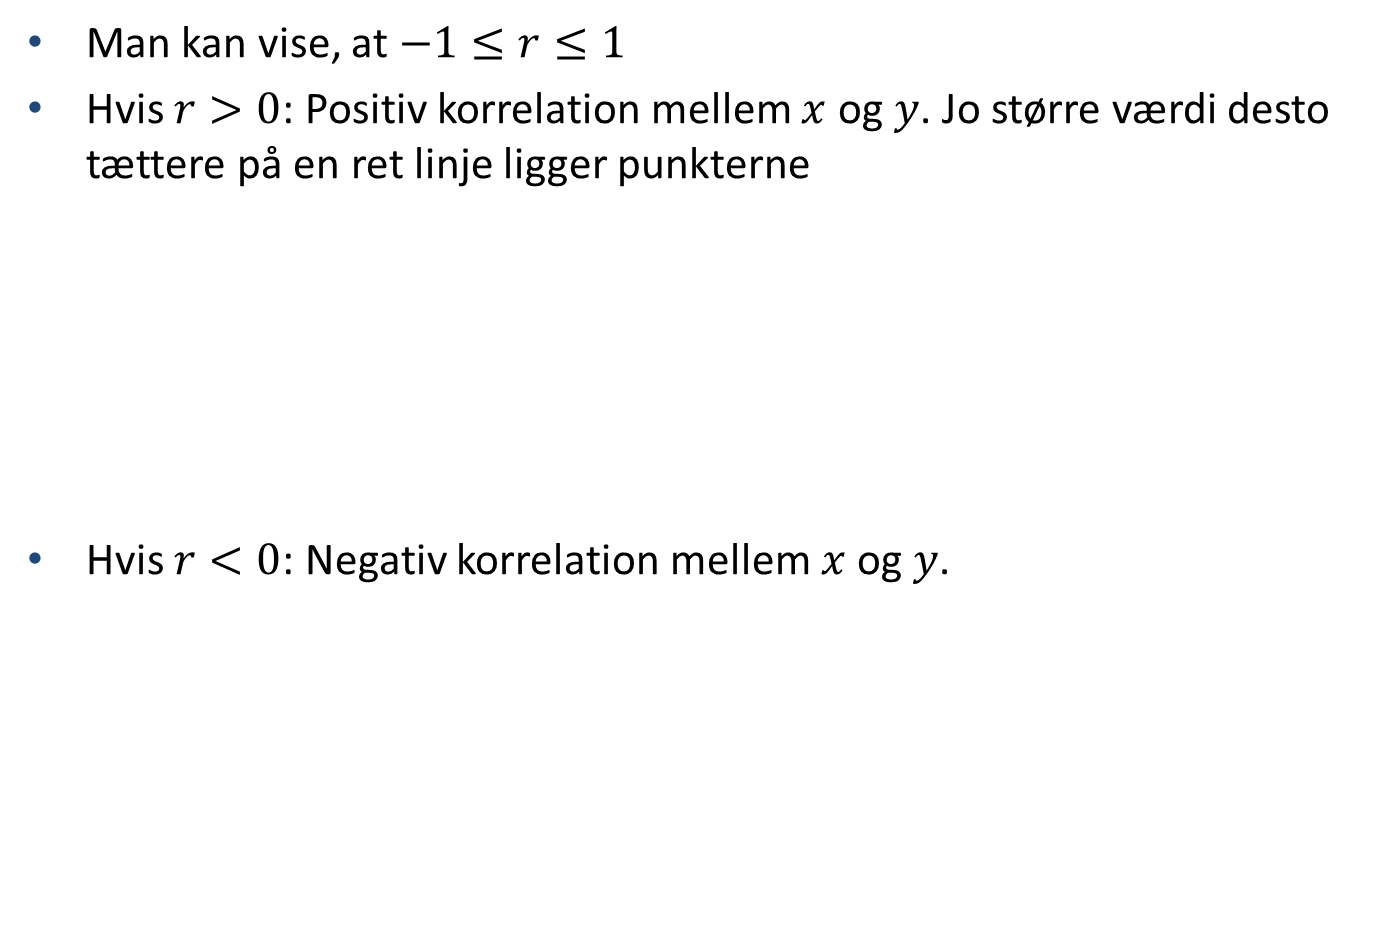 • Man kan vise, at −1 ≤ r ≤ 1
• Hvis r > 0: Positiv korrelation mellem x og y. Jo større værdi desto
tættere på en ret linje ligger punkterne
• Hvis r < 0: Negativ korrelation mellem x og y.